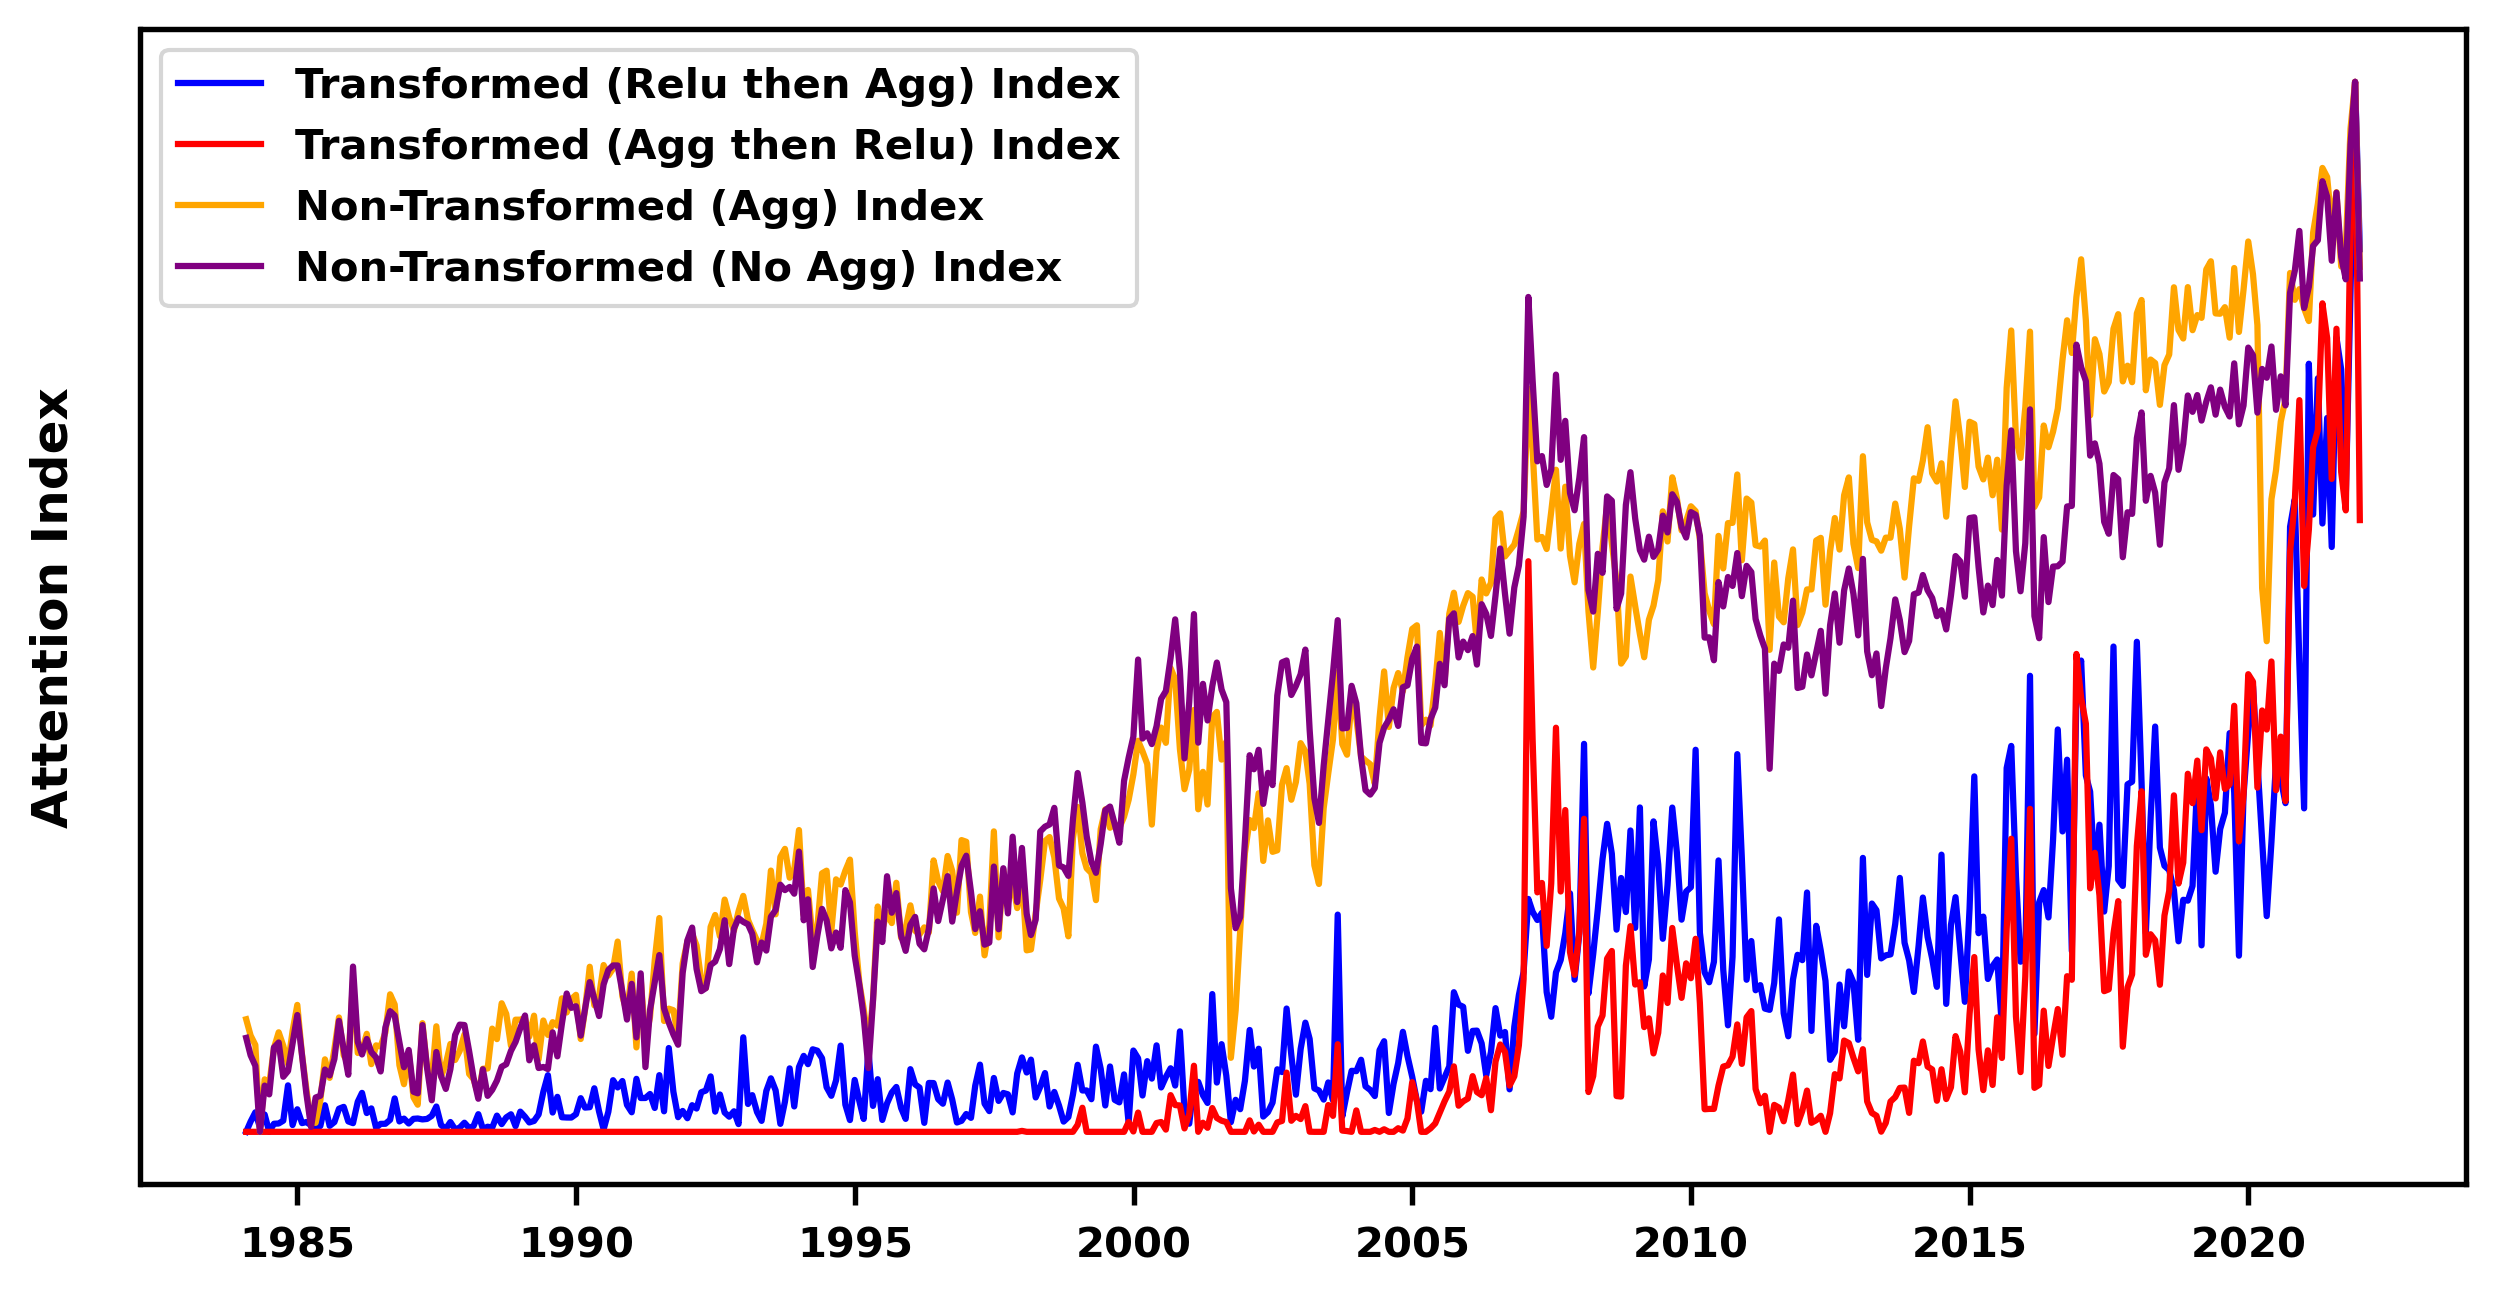 Transformed (Relu then Agg) Index
Transformed (Agg then Relu) Index
Non-Transformed (Agg) Index
Non-Transformed (No Agg) Index
Attention Index
1985 1990 1995 2000 2005 2010 2015 2020